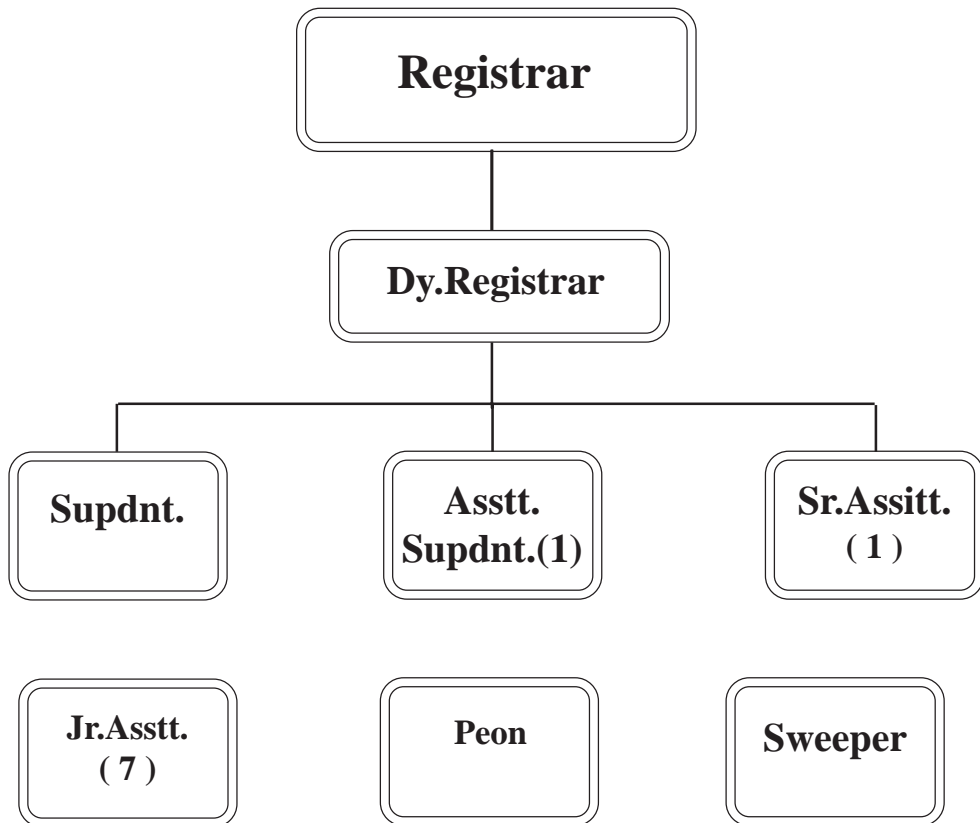 Registrar
Dy.Registrar
Supdnt.
Asstt.
Supdnt.(1)
Sr.Assitt.
( 1 )
Jr.Asstt.
( 7 )
Peon
Sweeper